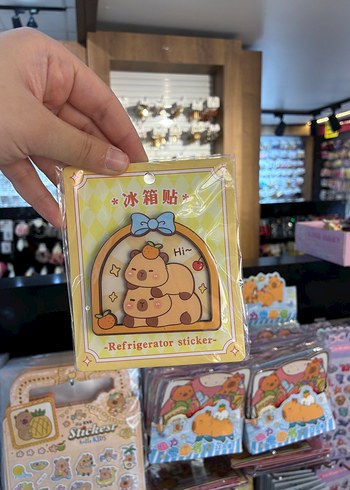 *冰箱贴*
Hi~
-Refrigerator sticker-
Sticker